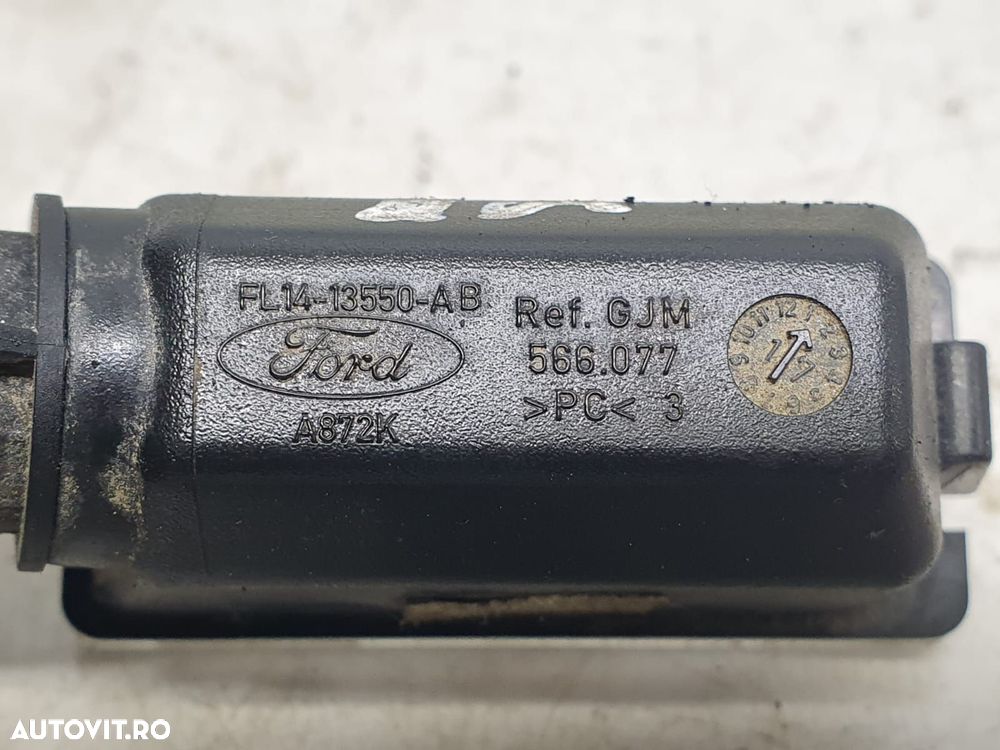 FL14-13550-AB
Ford
A872K
Ref. GJM
566.077
>PC< 3
AUTOVIT.RO